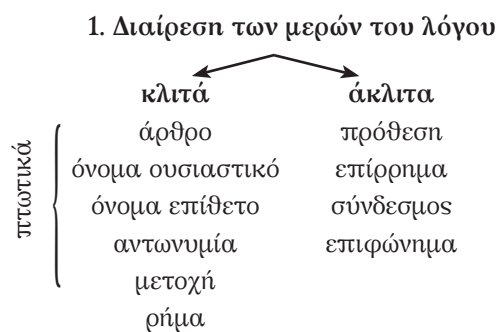 1. Διαίρεση των μερών του λόγου
κλιτά άκλιτα
πτωτικά
άρθρο πρόθεση
όνομα ουσιαστικό επίρρημα
όνομα επίθετο σύνδεσμος
αντωνυμία επιφώνημα
μετοχή
ρήμα